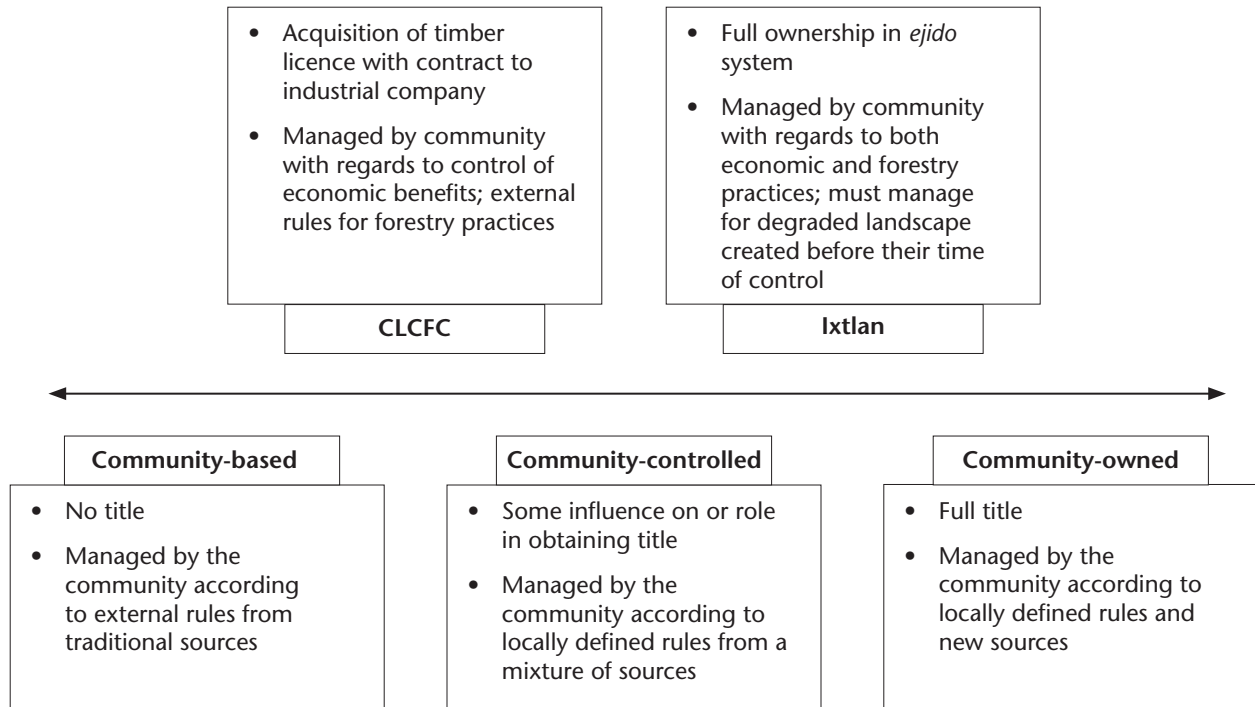 • Acquisition of timber
licence with contract to
industrial company
• Managed by community
with regards to control of
economic benefits; external
rules for forestry practices
CLCFC
• Full ownership in ejido
system
• Managed by community
with regards to both
economic and forestry
practices; must manage
for degraded landscape
created before their time
of control
Ixtlan
Community-based
• No title
• Managed by the
community according
to external rules from
traditional sources
Community-controlled
• Some influence on or role
in obtaining title
• Managed by the
community according to
locally defined rules from a
mixture of sources
Community-owned
• Full title
• Managed by the
community according to
locally defined rules and
new sources